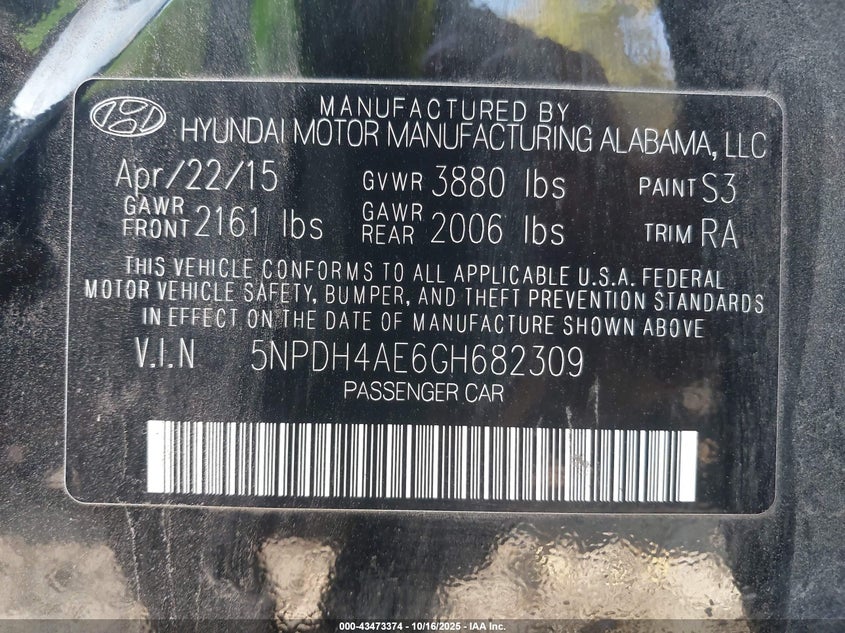 MANUFACTURED BY
HYUNDAI MOTOR MANUFACTURING ALABAMA, LLC
Apr/22/15 GVWR 3880 lbs PAINT S3
GAWR FRONT 2161 lbs GAWR REAR 2006 lbs TRIM RA
THIS VEHICLE CONFORMS TO ALL APPLICABLE U.S.A. FEDERAL
MOTOR VEHICLE SAFETY, BUMPER, AND THEFT PREVENTION STANDARDS
IN EFFECT ON THE DATE OF MANUFACTURE SHOWN ABOVE
V.I.N 5NPDH4AE6GH682309
PASSENGER CAR
000-43473374 - 10/16/2025 - IAA Inc.